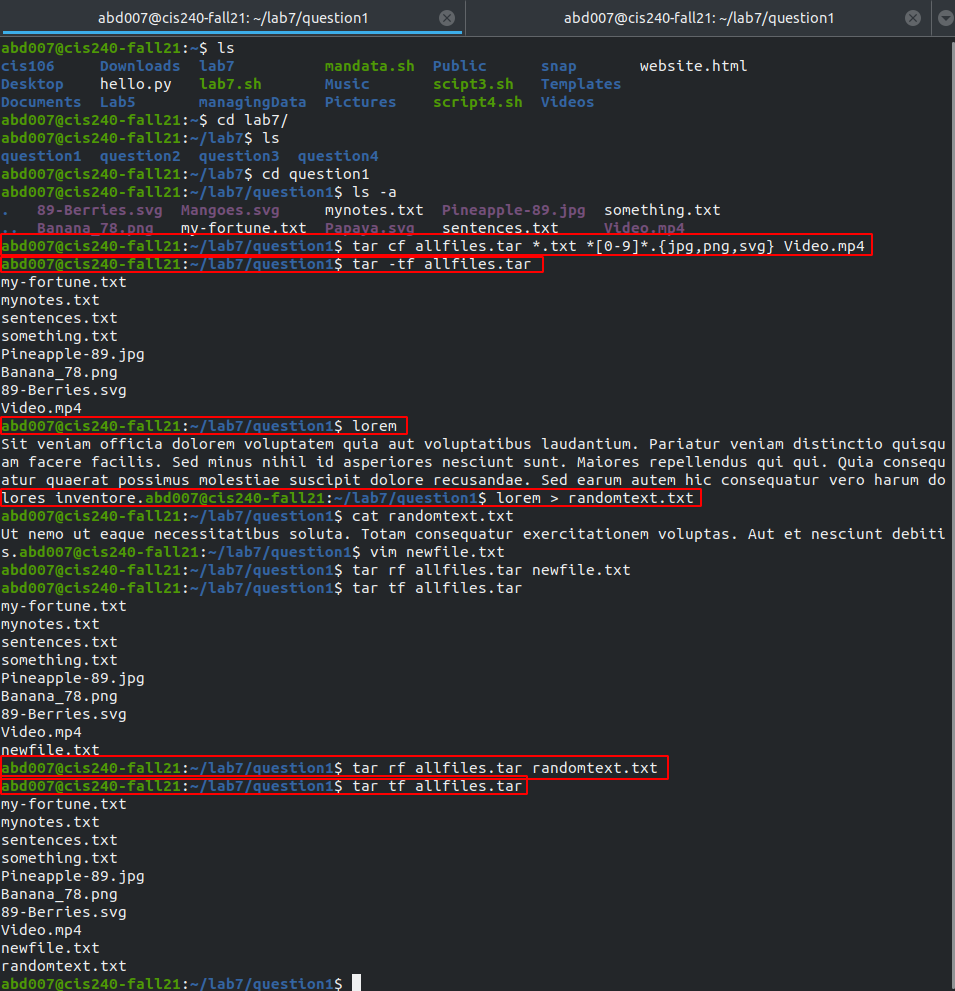 abd007@cis240-fall21: ~/lab7/question1 abd007@cis240-fall21: ~/lab7/question1
abd007@cis240-fall21:~$ ls
cis106 Downloads lab7 mandata.sh Public snap website.html
Desktop hello.py lab7.sh Music scipt3.sh Templates
Documents Lab5 managingData Pictures script4.sh Videos
abd007@cis240-fall21:~$ cd lab7/
abd007@cis240-fall21:~/lab7$ ls
question1 question2 question3 question4
abd007@cis240-fall21:~/lab7$ cd question1
abd007@cis240-fall21:~/lab7/question1$ ls -a
. 89-Berries.svg Mangoes.svg mynotes.txt Pineapple-89.jpg something.txt
.. Banana_78.png my-fortune.txt Papaya.svg sentences.txt Video.mp4
abd007@cis240-fall21:~/lab7/question1$ tar cf allfiles.tar *.txt *[0-9]*.{jpg,png,svg} Video.mp4
abd007@cis240-fall21:~/lab7/question1$ tar -tf allfiles.tar
my-fortune.txt
mynotes.txt
sentences.txt
something.txt
Pineapple-89.jpg
Banana_78.png
89-Berries.svg
Video.mp4
abd007@cis240-fall21:~/lab7/question1$ lorem
Sit veniam officia dolorem voluptatem quia aut voluptatibus laudantium. Pariatur veniam distinctio quisqu
am facere facilis. Sed minus nihil id asperiores nesciunt sunt. Maiores repellendus qui qui. Quia consequ
atur quaerat possimus molestiae suscipit dolore recusandae. Sed earum autem hic consequatur vero harum do
lores inventore.abd007@cis240-fall21:~/lab7/question1$ lorem > randomtext.txt
abd007@cis240-fall21:~/lab7/question1$ cat randomtext.txt
Ut nemo ut eaque necessitatibus soluta. Totam consequatur exercitationem voluptas. Aut et nesciunt debiti
s.abd007@cis240-fall21:~/lab7/question1$ vim newfile.txt
abd007@cis240-fall21:~/lab7/question1$ tar rf allfiles.tar newfile.txt
abd007@cis240-fall21:~/lab7/question1$ tar tf allfiles.tar
my-fortune.txt
mynotes.txt
sentences.txt
something.txt
Pineapple-89.jpg
Banana_78.png
89-Berries.svg
Video.mp4
newfile.txt
abd007@cis240-fall21:~/lab7/question1$ tar rf allfiles.tar randomtext.txt
abd007@cis240-fall21:~/lab7/question1$ tar tf allfiles.tar
my-fortune.txt
mynotes.txt
sentences.txt
something.txt
Pineapple-89.jpg
Banana_78.png
89-Berries.svg
Video.mp4
newfile.txt
randomtext.txt
abd007@cis240-fall21:~/lab7/question1$